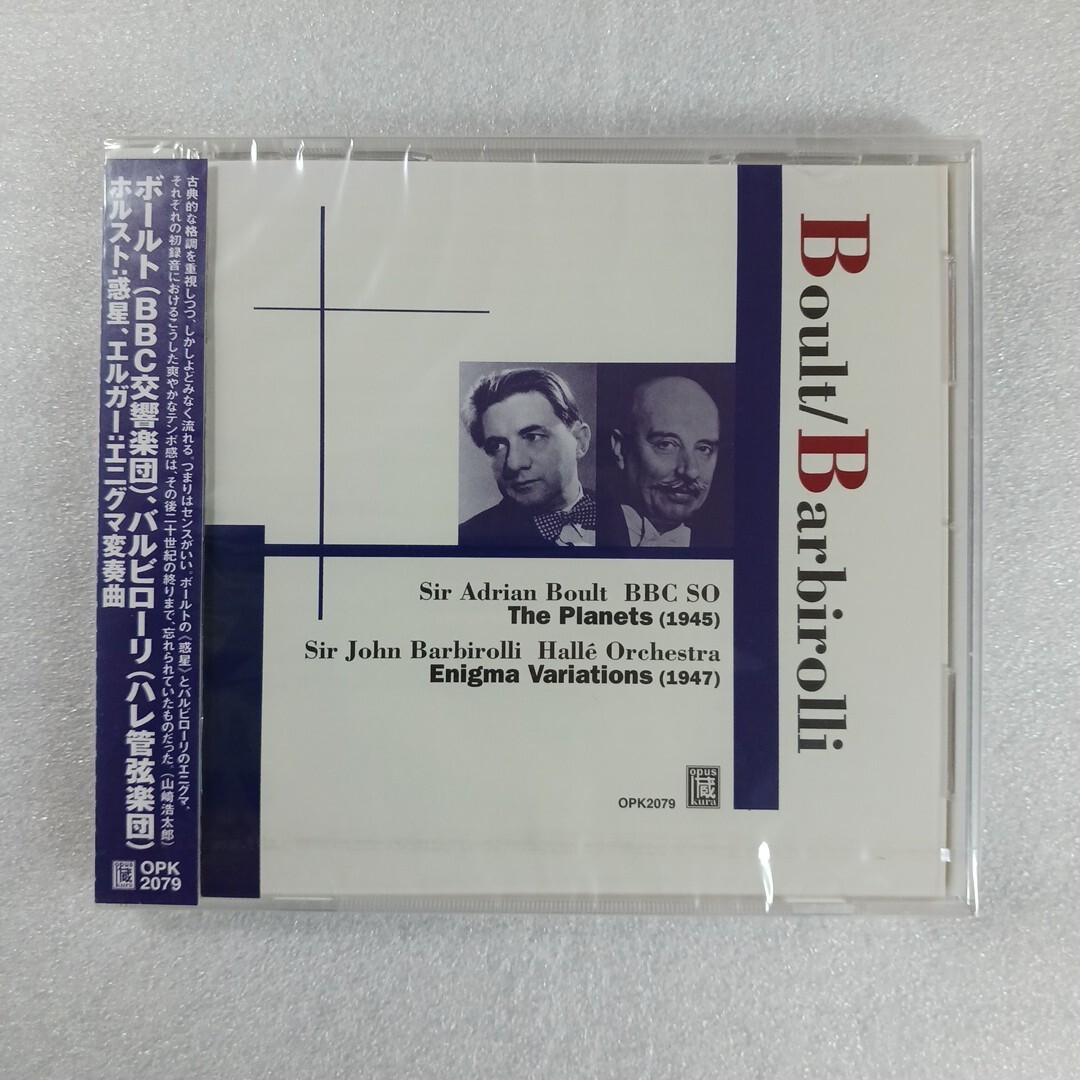 古典的な格調を重視しつつ、しかしよどみなく流れる。つまりはセンスがいい。ボールトの《惑星》とバルビローリのエニグマ、
それぞれの初録音におけるこうした爽やかなテンポ感は、その後二十世紀の終りまで、忘れられていたものだった。(山崎浩太郎)
ボールト(BBC交響楽団)、バルビローリ(ハレ管弦楽団)
ホルスト:惑星、エルガー:エニグマ変奏曲
opus
蔵
kura
OPK
2079
Boult/Barbirolli
Sir Adrian Boult BBC SO
The Planets (1945)
Sir John Barbirolli Hallé Orchestra
Enigma Variations (1947)
OPK2079
opus
蔵
kura